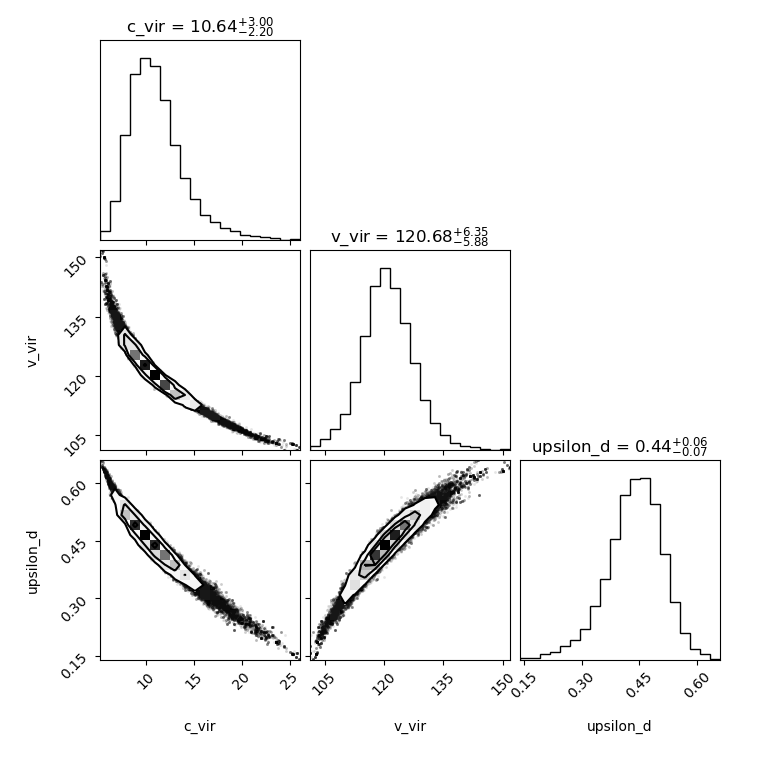 c_vir = 10.64+3.00−2.20
150
135
120
105
v_vir
v_vir = 120.68+6.35−5.88
0.60
0.45
0.30
0.15
upsilon_d
upsilon_d = 0.44+0.06−0.07
10 15 20 25
105 120 135 150
0.15 0.30 0.45 0.60
c_vir v_vir upsilon_d